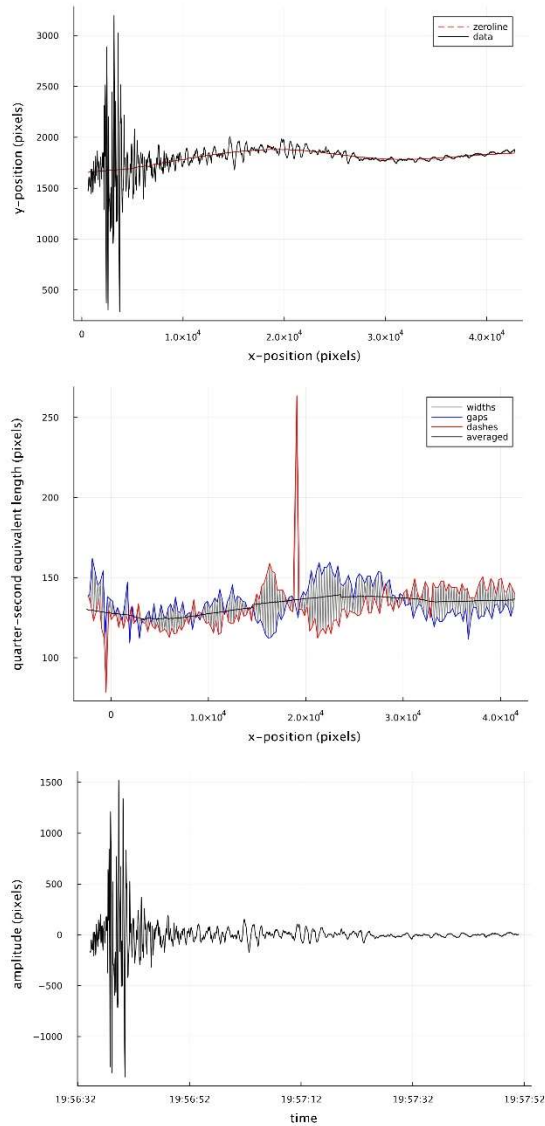 3000
2500
2000
1500
1000
500
y-position (pixels)
zeroline
data
0
1.0×10⁴
2.0×10⁴
3.0×10⁴
4.0×10⁴
x-position (pixels)
250
200
150
100
quarter-second equivalent length (pixels)
widths
gaps
dashes
averaged
0
1.0×10⁴
2.0×10⁴
3.0×10⁴
4.0×10⁴
x-position (pixels)
1500
1000
500
0
-500
-1000
amplitude (pixels)
19:56:32
19:56:52
19:57:12
19:57:32
19:57:52
time